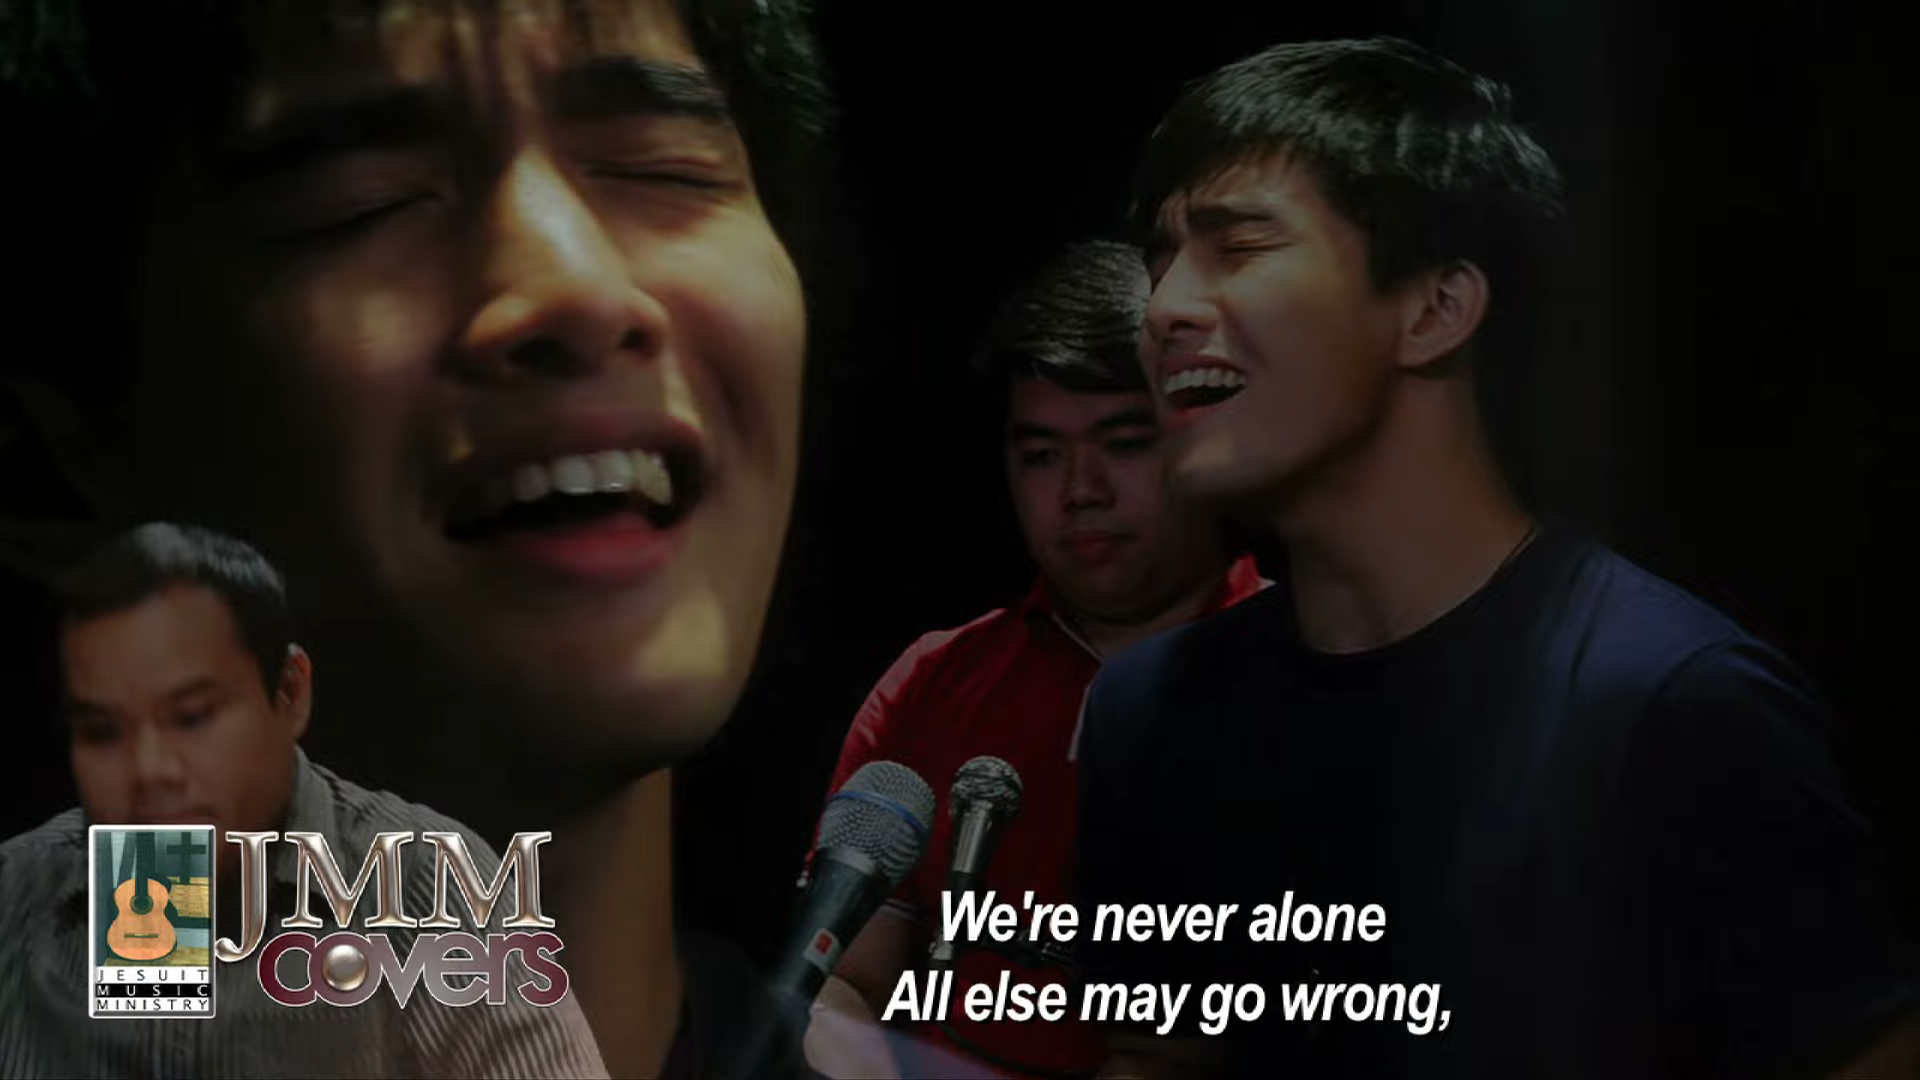 JMM
covers
JESUIT
MUSIC
MINISTRY
We're never alone
All else may go wrong,